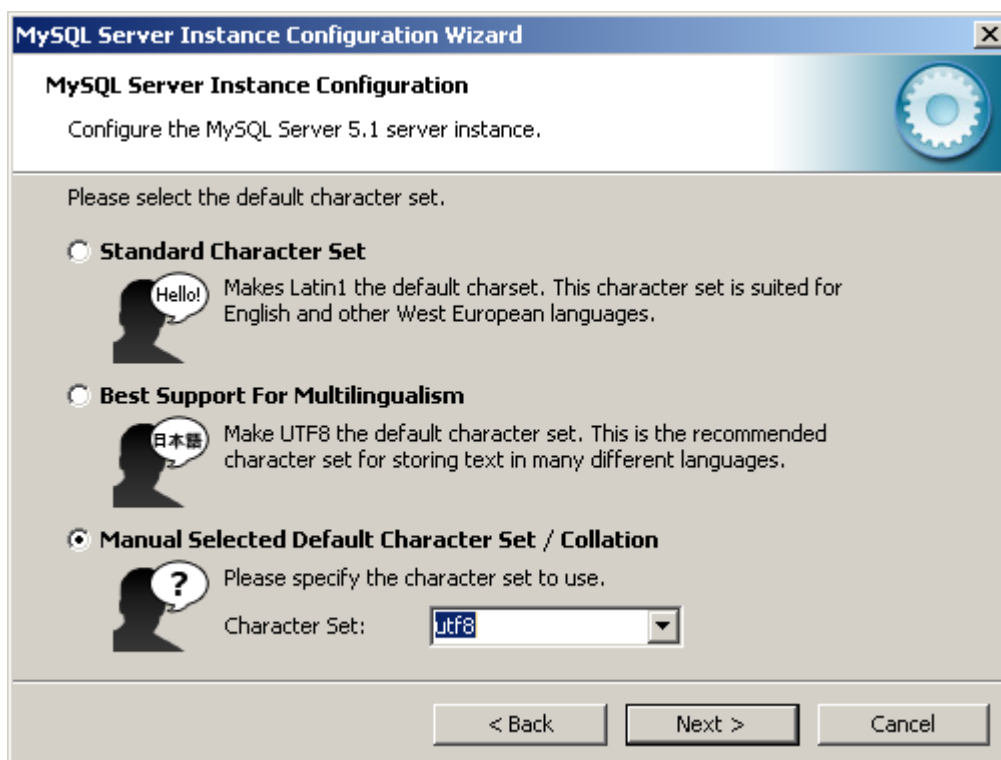 MySQL Server Instance Configuration Wizard
MySQL Server Instance Configuration
Configure the MySQL Server 5.1 server instance.
Please select the default character set.
Standard Character Set
Hello!
Makes Latin1 the default charset. This character set is suited for
English and other West European languages.
Best Support For Multilingualism
日本語
Make UTF8 the default character set. This is the recommended
character set for storing text in many different languages.
Manual Selected Default Character Set / Collation
?
Please specify the character set to use.
Character Set: utf8
< Back Next > Cancel